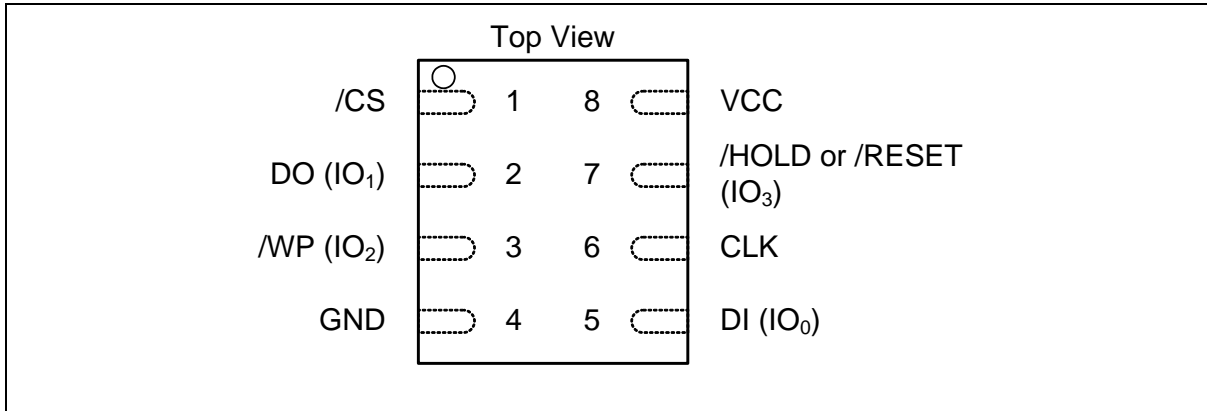 Top View
/CS 1 8 VCC
DO (IO₁) 2 7 /HOLD or /RESET
(IO₃)
/WP (IO₂) 3 6 CLK
GND 4 5 DI (IO₀)